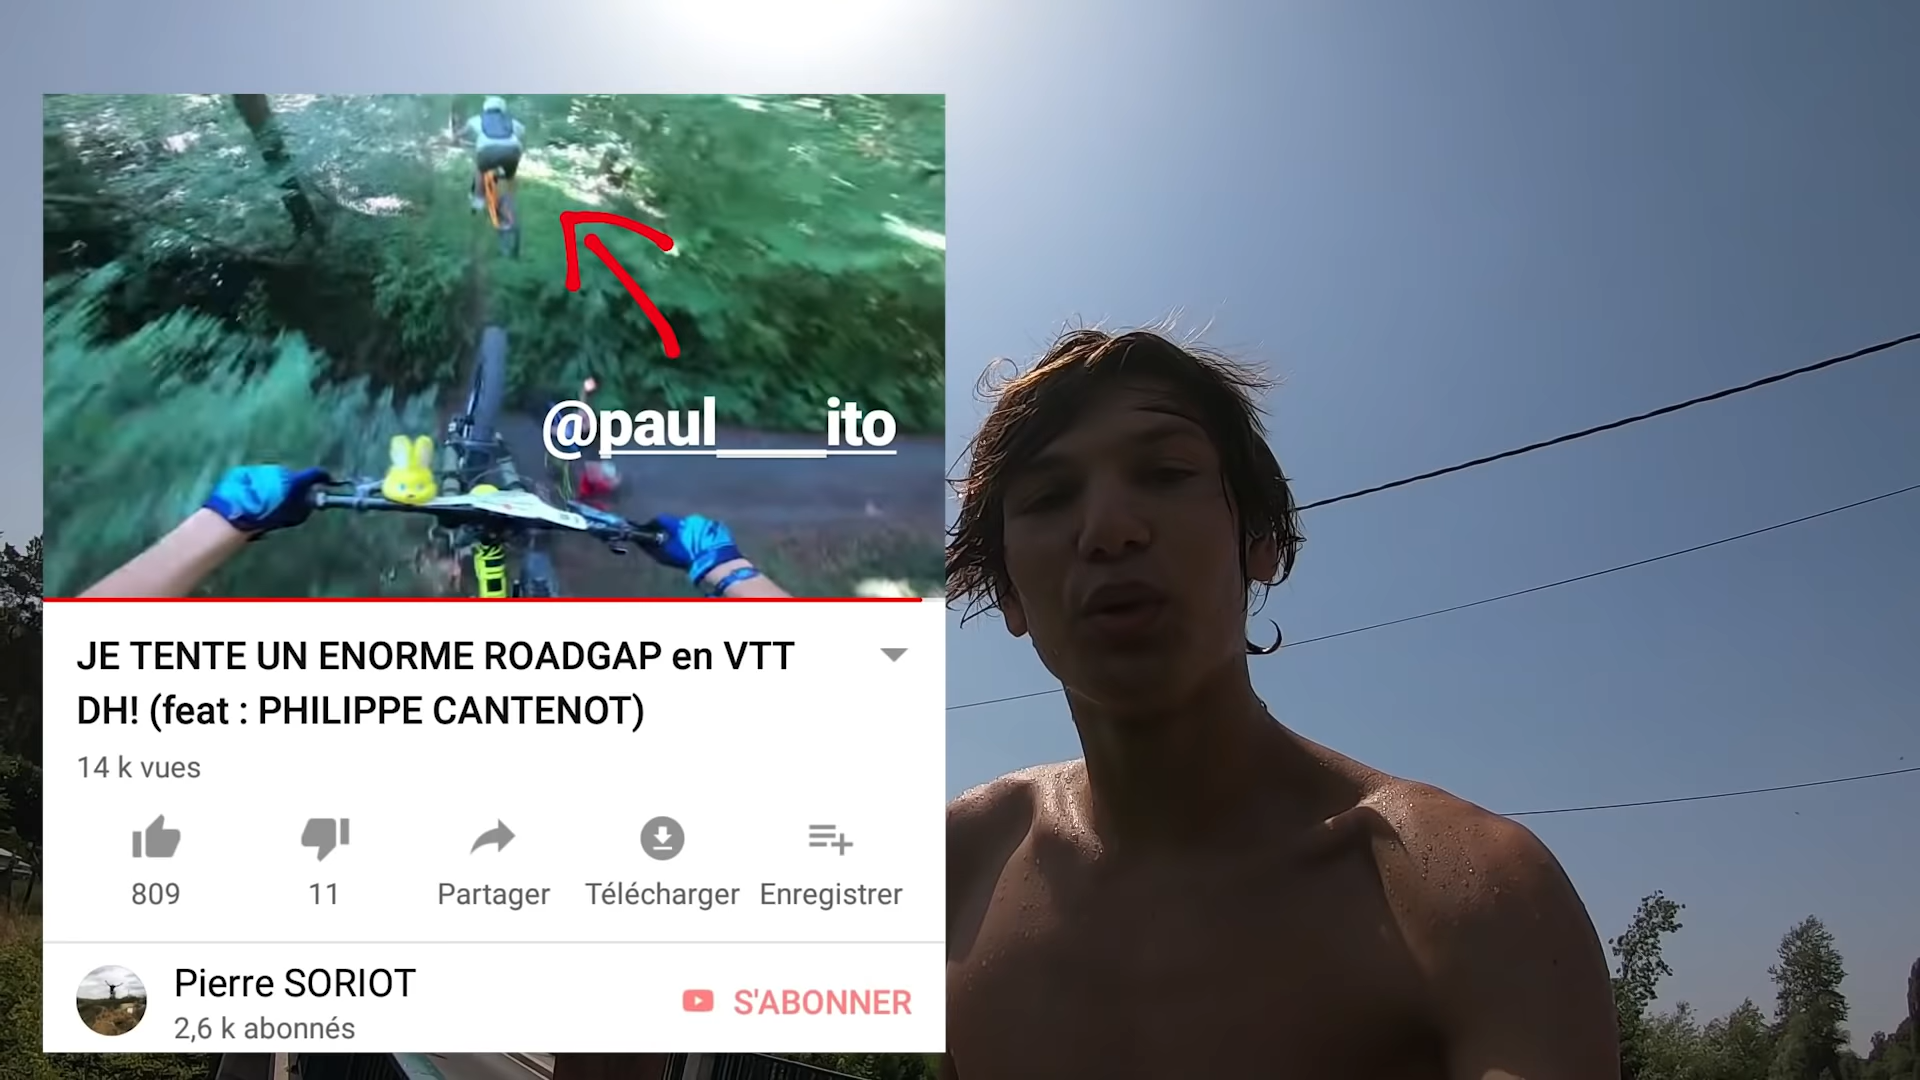 @paul____ito
JE TENTE UN ENORME ROADGAP en VTT
DH! (feat : PHILIPPE CANTENOT)
14 k vues
809
11
Partager
Télécharger
Enregistrer
Pierre SORIOT
2,6 k abonnés
S'ABONNER